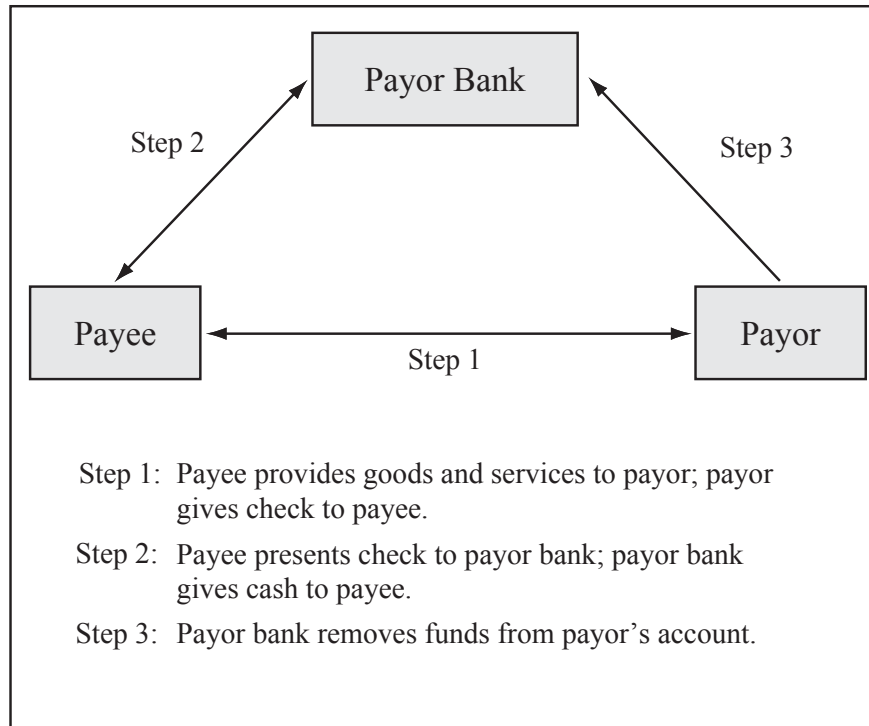 Payor Bank
Step 2
Step 3
Payee
Payor
Step 1
Step 1: Payee provides goods and services to payor; payor
gives check to payee.
Step 2: Payee presents check to payor bank; payor bank
gives cash to payee.
Step 3: Payor bank removes funds from payor’s account.